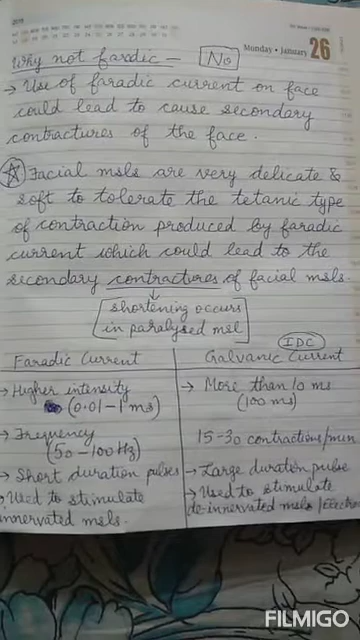 Monday • January 26
Why not faradic = No
→ Use of faradic current on face
could lead to cause secondary
contractures of the face.
Facial msls are very delicate &
soft to tolerate the tetanic type
of contraction produced by faradic
current which could lead to the
secondary contractures of facial msls.
↓
[shortening occurs
in paralysed msl]
IDC
Faradic Current | Galvanic Current
→ Higher intensity | → More than 10 ms
(0.01 – 1 ms) | (100 ms)
→ Frequency | 15-30 contractions/min
(50 – 100 Hz)
→ Short duration pulses | → Large duration pulse
→ Used to stimulate | → Used to stimulate
innervated msls. | de-innervated msls
FILMIGO